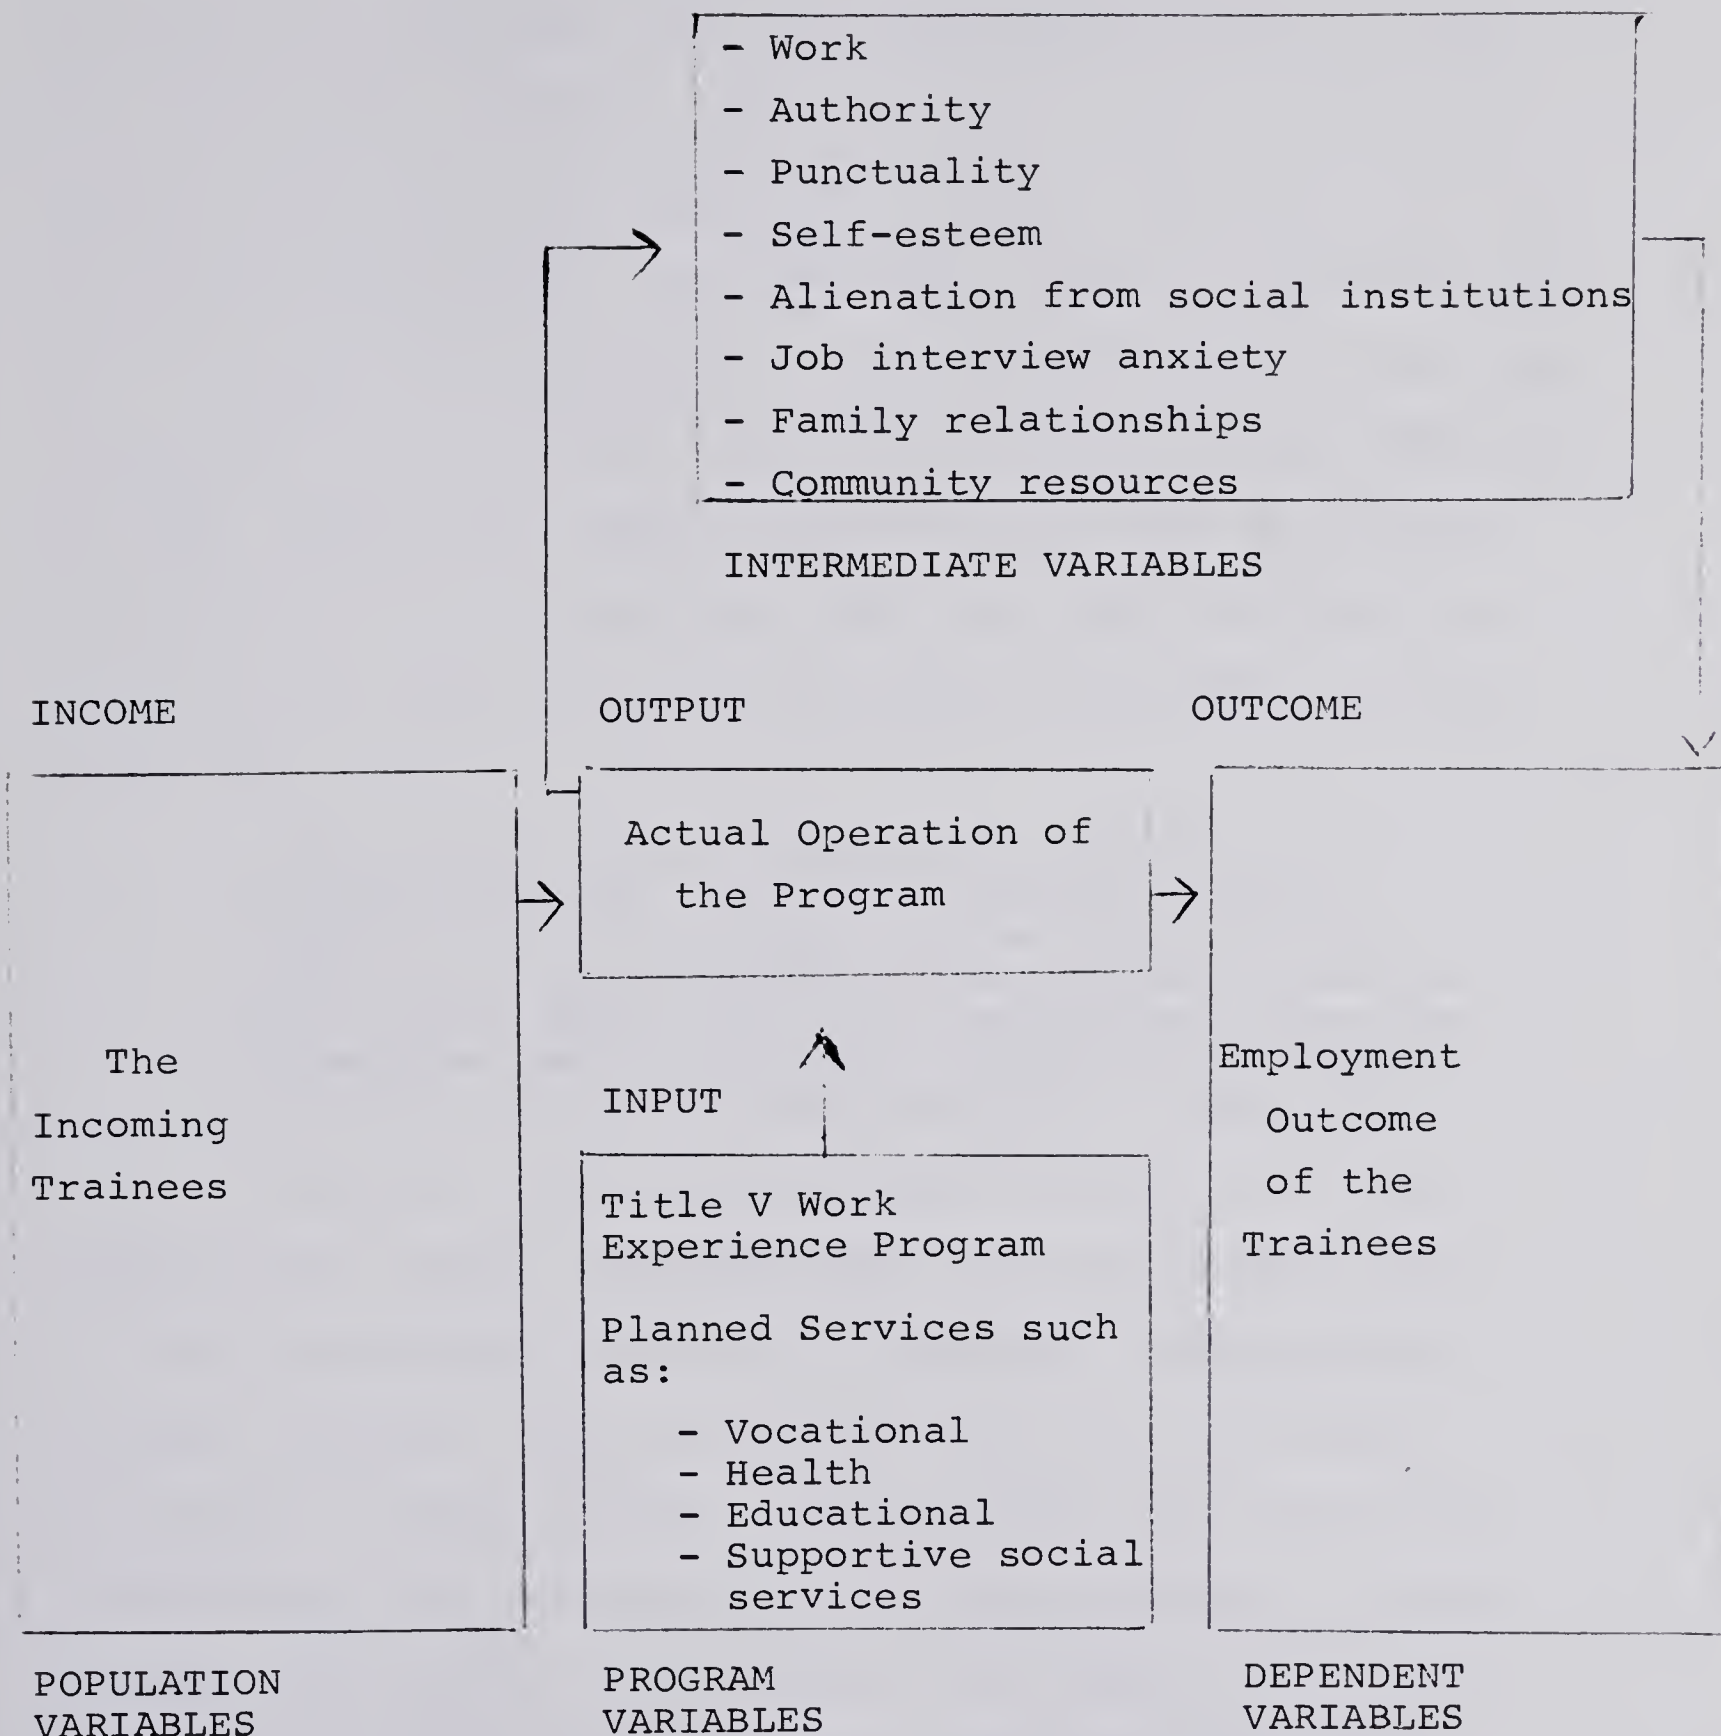 - Work
- Authority
- Punctuality
- Self-esteem
- Alienation from social institutions
- Job interview anxiety
- Family relationships
- Community resources
INTERMEDIATE VARIABLES
INCOME
OUTPUT
OUTCOME
The
Incoming
Trainees
Actual Operation of
the Program
INPUT
Title V Work
Experience Program
Planned Services such
as:
- Vocational
- Health
- Educational
- Supportive social
services
Employment
Outcome
of the
Trainees
POPULATION
VARIABLES
PROGRAM
VARIABLES
DEPENDENT
VARIABLES